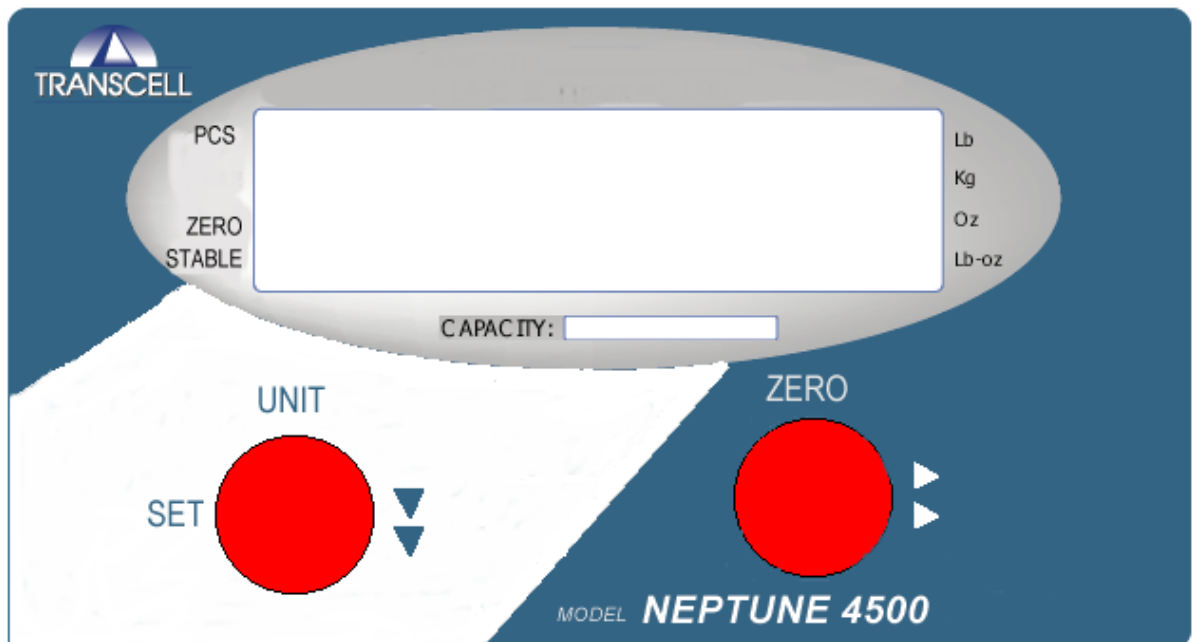 TRANSCELL
PCS
Lb
Kg
ZERO
Oz
STABLE
Lb-oz
CAPACITY:
UNIT
ZERO
SET
MODEL NEPTUNE 4500